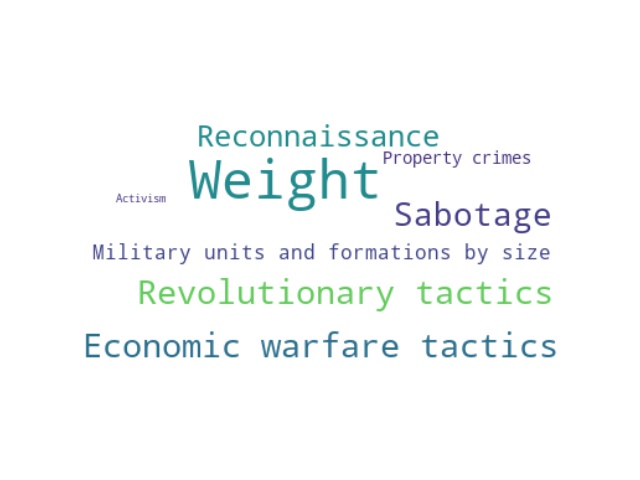 Reconnaissance
Property crimes
Weight
Activism
Sabotage
Military units and formations by size
Revolutionary tactics
Economic warfare tactics